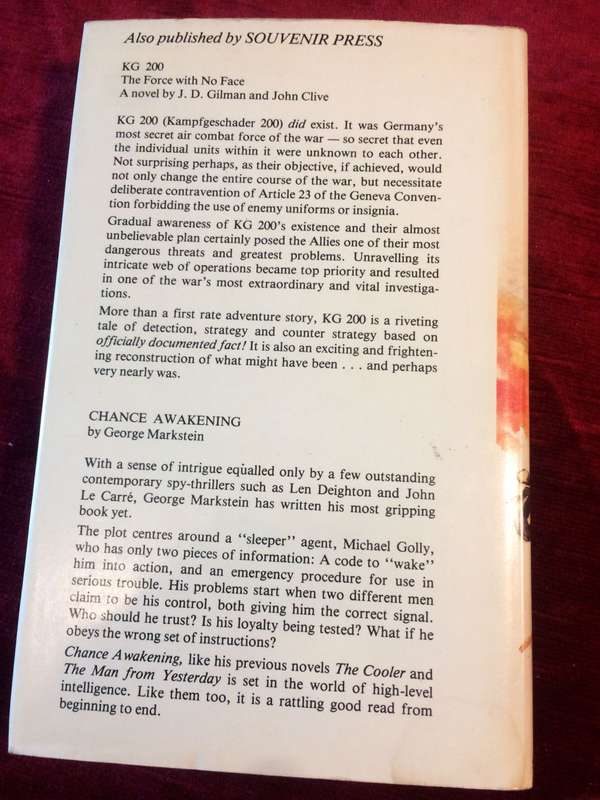 Also published by SOUVENIR PRESS
KG 200
The Force with No Face
A novel by J. D. Gilman and John Clive
KG 200 (Kampfgeschader 200) did exist. It was Germany's
most secret air combat force of the war — so secret that even
the individual units within it were unknown to each other.
Not surprising perhaps, as their objective, if achieved, would
not only change the entire course of the war, but necessitate
deliberate contravention of Article 23 of the Geneva Conven-
tion forbidding the use of enemy uniforms or insignia.
Gradual awareness of KG 200's existence and their almost
unbelievable plan certainly posed the Allies one of their most
dangerous threats and greatest problems. Unravelling its
intricate web of operations became top priority and resulted
in one of the war's most extraordinary and vital investiga-
tions.
More than a first rate adventure story, KG 200 is a riveting
tale of detection, strategy and counter strategy based on
officially documented fact! It is also an exciting and frighten-
ing reconstruction of what might have been . . . and perhaps
very nearly was.
CHANCE AWAKENING
by George Markstein
With a sense of intrigue equalled only by a few outstanding
contemporary spy-thrillers such as Len Deighton and John
Le Carré, George Markstein has written his most gripping
book yet.
The plot centres around a "sleeper" agent, Michael Golly,
who has only two pieces of information: A code to "wake"
him into action, and an emergency procedure for use in
serious trouble. His problems start when two different men
claim to be his control, both giving him the correct signal.
Who should he trust? Is his loyalty being tested? What if he
obeys the wrong set of instructions?
Chance Awakening, like his previous novels The Cooler and
The Man from Yesterday is set in the world of high-level
intelligence. Like them too, it is a rattling good read from
beginning to end.